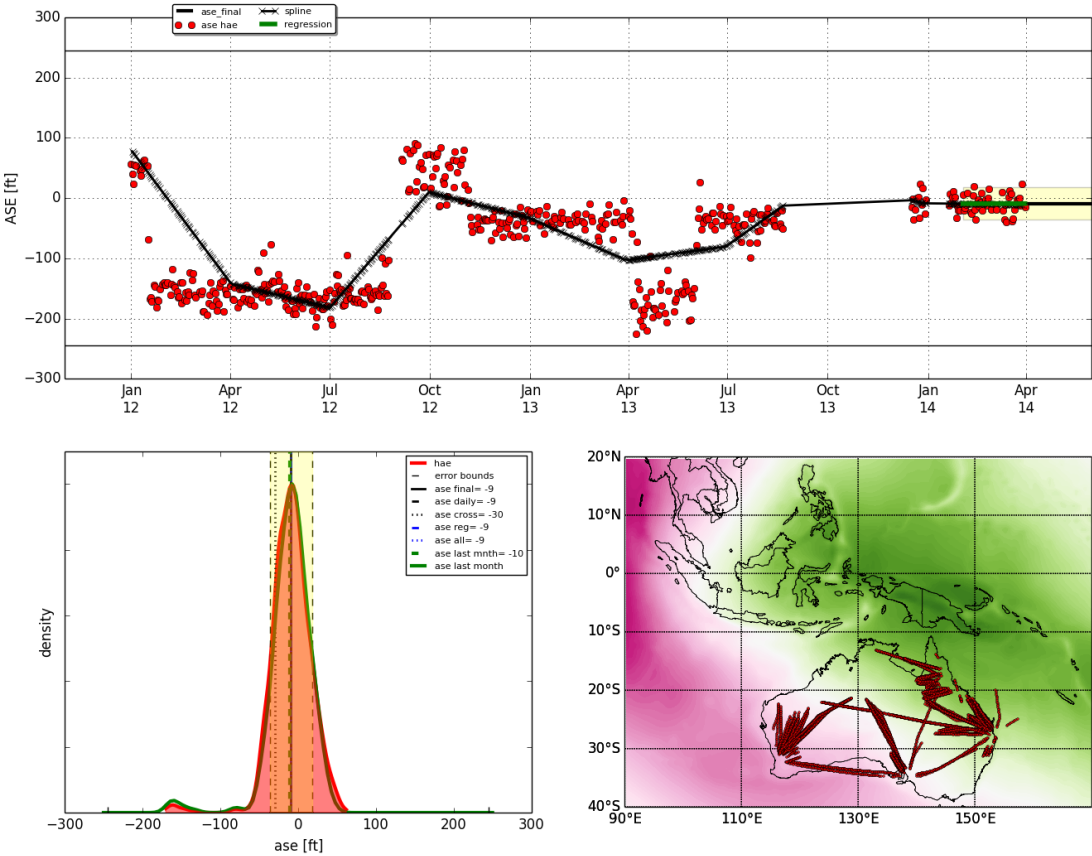 ase_final
spline
ase hae
regression
300
200
100
0
−100
−200
−300
ASE [ft]
Jan
12
Apr
12
Jul
12
Oct
12
Jan
13
Apr
13
Jul
13
Oct
13
Jan
14
Apr
14
hae
error bounds
ase final= -9
ase daily= -9
ase cross= -30
ase reg= -9
ase all= -9
ase last mnth= -10
ase last month
density
−300
−200
−100
0
100
200
300
ase [ft]
20°N
10°N
0°
10°S
20°S
30°S
40°S
90°E
110°E
130°E
150°E